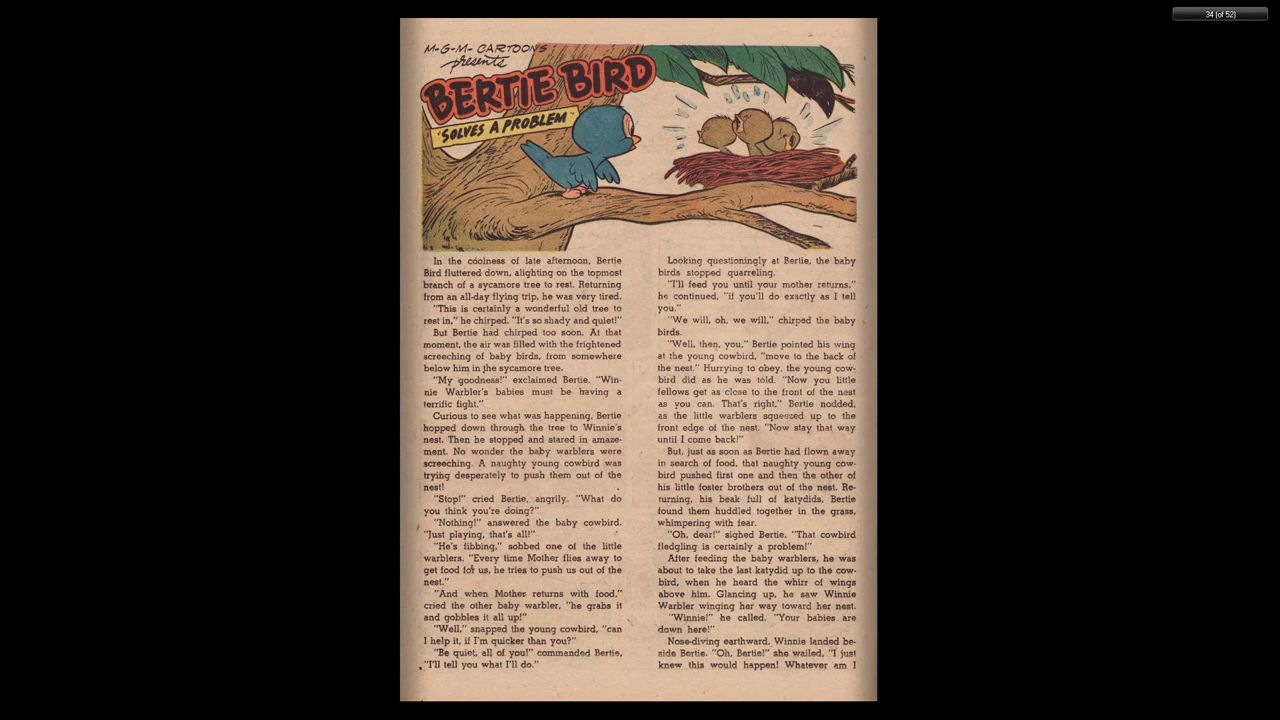 34 (of 52)
M-G-M- CARTOONS
presents
BERTIE BIRD
"SOLVES A PROBLEM"
In the coolness of late afternoon, Bertie
Bird fluttered down, alighting on the topmost
branch of a sycamore tree to rest. Returning
from an all-day flying trip, he was very tired.
"This is certainly a wonderful old tree to
rest in," he chirped. "It's so shady and quiet!"
But Bertie had chirped too soon. At that
moment, the air was filled with the frightened
screeching of baby birds, from somewhere
below him in the sycamore tree.
"My goodness!" exclaimed Bertie. "Win-
nie Warbler's babies must be having a
terrific fight."
Curious to see what was happening, Bertie
hopped down through the tree to Winnie's
nest. Then he stopped and stared in amaze-
ment. No wonder the baby warblers were
screeching. A naughty young cowbird was
trying desperately to push them out of the
nest!
"Stop!" cried Bertie, angrily. "What do
you think you're doing?"
"Nothing!" answered the baby cowbird.
"Just playing, that's all!"
"He's fibbing," sobbed one of the little
warblers. "Every time Mother flies away to
get food for us, he tries to push us out of the
nest."
"And when Mother returns with food,"
cried the other baby warbler, "he grabs it
and gobbles it all up!"
"Well," snapped the young cowbird, "can
I help it, if I'm quicker than you?"
"Be quiet, all of you!" commanded Bertie,
"I'll tell you what I'll do."
Looking questioningly at Bertie, the baby
birds stopped quarreling.
"I'll feed you until your mother returns,"
he continued, "if you'll do exactly as I tell
you."
"We will, oh, we will," chirped the baby
birds.
"Well, then, you," Bertie pointed his wing
at the young cowbird, "move to the back of
the nest." Hurrying to obey, the young cow-
bird did as he was told. "Now you little
fellows get as close to the front of the nest
as you can. That's right," Bertie nodded,
as the little warblers squeezed up to the
front edge of the nest. "Now stay that way
until I come back!"
But, just as soon as Bertie had flown away
in search of food, that naughty young cow-
bird pushed first one and then the other of
his little foster brothers out of the nest. Re-
turning, his beak full of katydids, Bertie
found them huddled together in the grass,
whimpering with fear.
"Oh, dear!" sighed Bertie, "That cowbird
fledgling is certainly a problem!"
After feeding the baby warblers, he was
about to take the last katydid up to the cow-
bird, when he heard the whirr of wings
above him. Glancing up, he saw Winnie
Warbler winging her way toward her nest.
"Winnie!" he called. "Your babies are
down here!"
Nose-diving earthward, Winnie landed be-
side Bertie. "Oh, Bertie!" she wailed, "I just
knew this would happen! Whatever am I